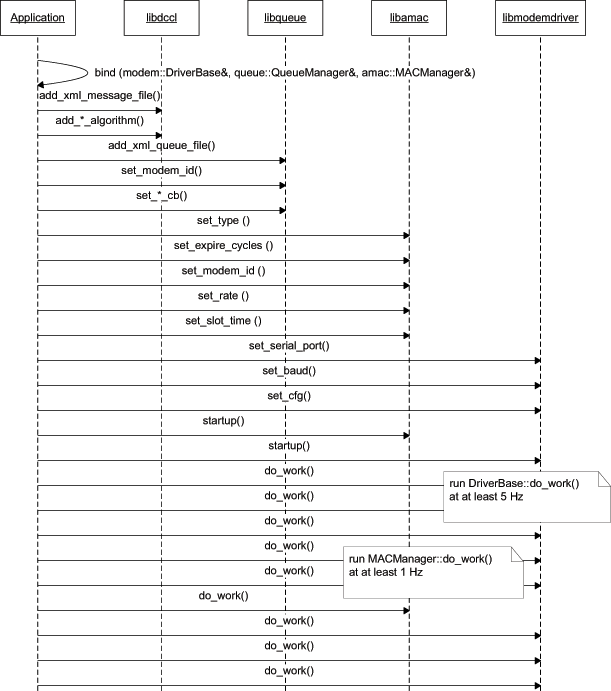 Application
libdccl
libqueue
libamac
libmodemdriver
bind (modem::DriverBase&, queue::QueueManager&, amac::MACManager&)
add_xml_message_file()
add_*_algorithm()
add_xml_queue_file()
set_modem_id()
set_*_cb()
set_type ()
set_expire_cycles ()
set_modem_id ()
set_rate ()
set_slot_time ()
set_serial_port()
set_baud()
set_cfg()
startup()
startup()
do_work()
run DriverBase::do_work()
do_work()
at at least 5 Hz
do_work()
do_work()
run MACManager::do_work()
do_work()
at at least 1 Hz
do_work()
do_work()
do_work()
do_work()